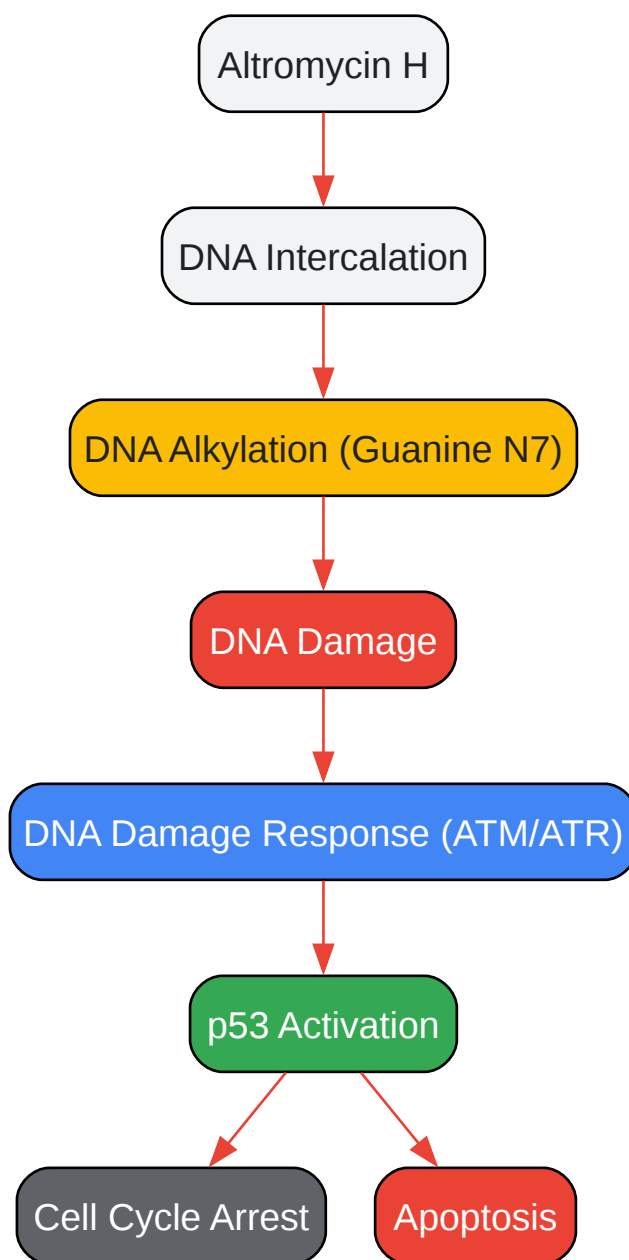 Altromycin H
DNA Intercalation
DNA Alkylation (Guanine N7)
DNA Damage
DNA Damage Response (ATM/ATR)
p53 Activation
Cell Cycle Arrest
Apoptosis